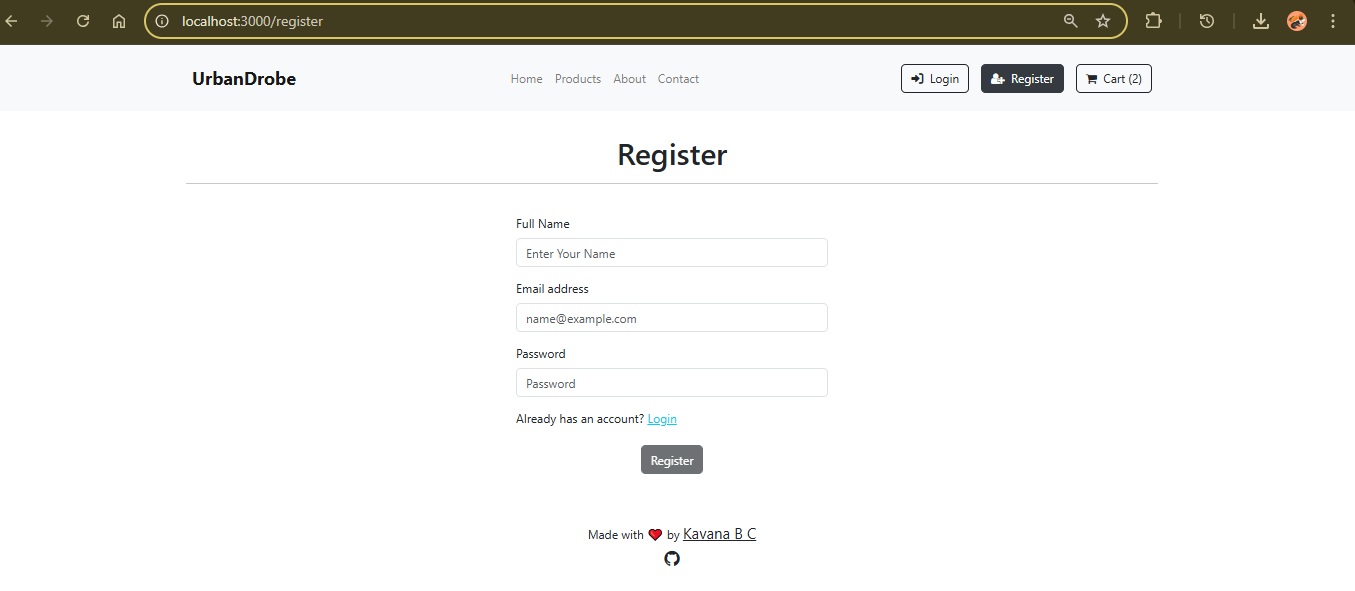 localhost:3000/register
UrbanDrobe Home Products About Contact Login Register Cart (2)
Register
Full Name
Enter Your Name
Email address
name@example.com
Password
Password
Already has an account? Login
Register
Made with ❤ by Kavana B C